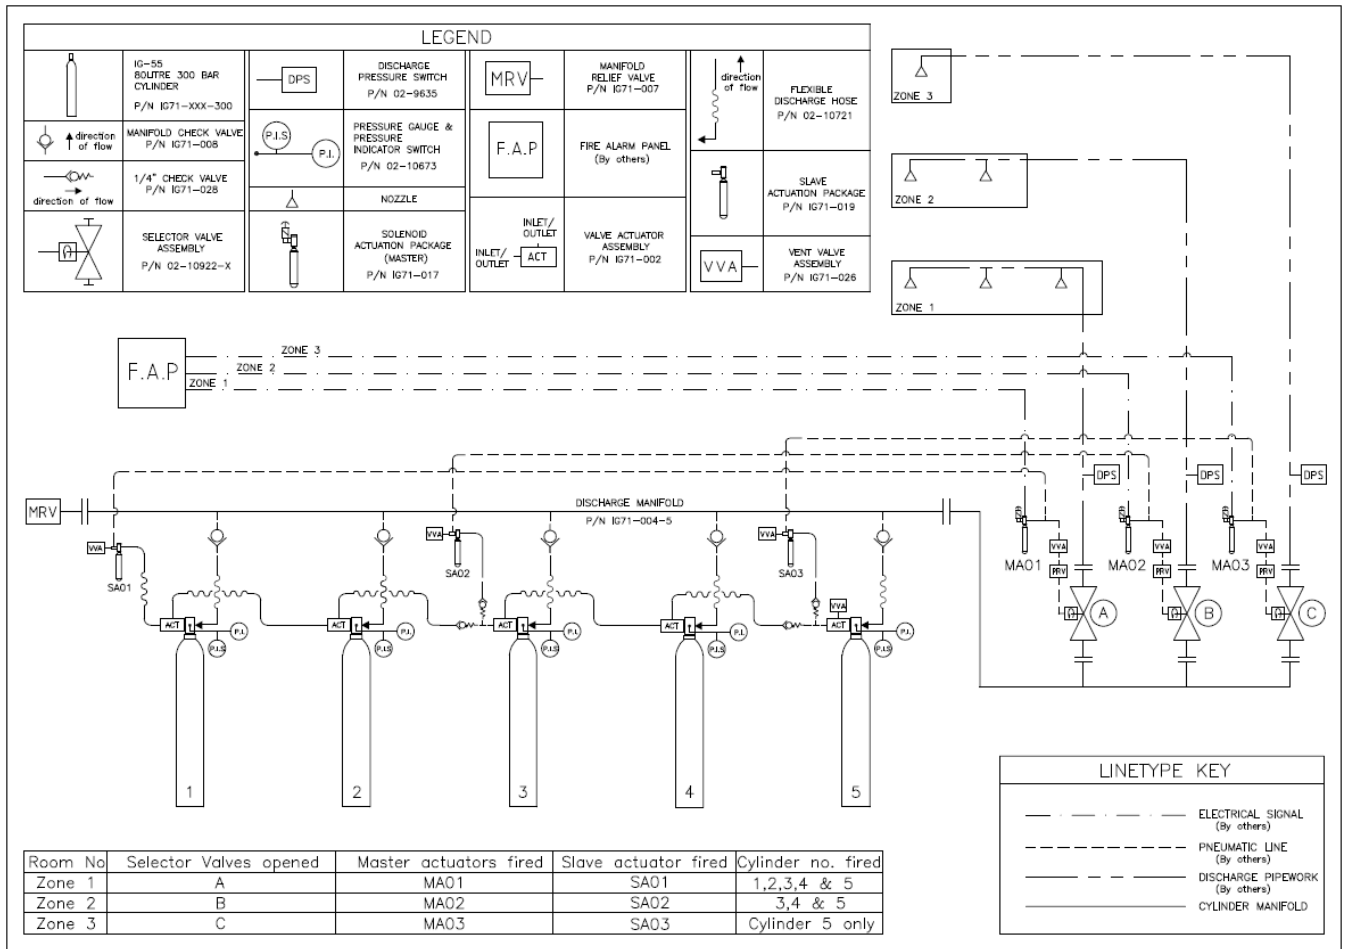 LEGEND
IG-55
80LITRE 300 BAR
CYLINDER
P/N IG71-XXX-300
direction
of flow
MANIFOLD CHECK VALVE
P/N IG71-008
direction of flow
1/4" CHECK VALVE
P/N IG71-028
SELECTOR VALVE
ASSEMBLY
P/N 02-10922-X
DPS
DISCHARGE
PRESSURE SWITCH
P/N 02-9635
P.I.S
P.I.
PRESSURE GAUGE &
PRESSURE
INDICATOR SWITCH
P/N 02-10673
NOZZLE
SOLENOID
ACTUATION PACKAGE
(MASTER)
P/N IG71-017
MRV
MANIFOLD
RELIEF VALVE
P/N IG71-007
F.A.P
FIRE ALARM PANEL
(By others)
INLET/
OUTLET
INLET/
OUTLET
ACT
VALVE ACTUATOR
ASSEMBLY
P/N IG71-002
direction
of flow
FLEXIBLE
DISCHARGE HOSE
P/N 02-10721
SLAVE
ACTUATION PACKAGE
P/N IG71-019
VVA
VENT VALVE
ASSEMBLY
P/N IG71-026
ZONE 3
ZONE 2
ZONE 1
F.A.P
ZONE 3
ZONE 2
ZONE 1
DPS
DPS
DPS
MRV
DISCHARGE MANIFOLD
P/N IG71-004-5
VVA
SA01
VVA
SA02
VVA
SA03
MA01
MA02
MA03
VVA
VVA
VVA
PRV
PRV
PRV
A
B
C
VVA
ACT
P.I.
P.I.S
ACT
P.I.
P.I.S
ACT
P.I.
P.I.S
ACT
P.I.
P.I.S
ACT
P.I.
P.I.S
1
2
3
4
5
LINETYPE KEY
ELECTRICAL SIGNAL
(By others)
PNEUMATIC LINE
(By others)
DISCHARGE PIPEWORK
(By others)
CYLINDER MANIFOLD
Room No Selector Valves opened Master actuators fired Slave actuator fired Cylinder no. fired
Zone 1 A MA01 SA01 1,2,3,4 & 5
Zone 2 B MA02 SA02 3,4 & 5
Zone 3 C MA03 SA03 Cylinder 5 only